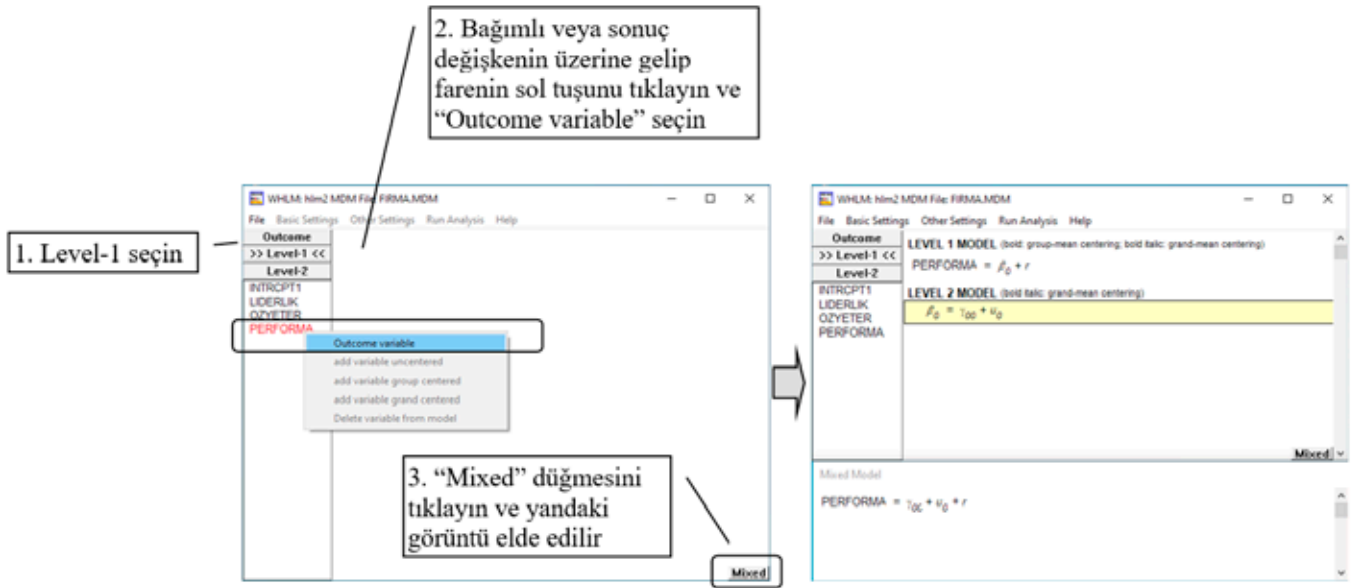 2. Bağımlı veya sonuç
değişkenin üzerine gelip
farenin sol tuşunu tıklayın ve
“Outcome variable” seçin
1. Level-1 seçin
WHLM: hlm2 MDM File: FIRMA.MDM
File Basic Settings Other Settings Run Analysis Help
Outcome
>> Level-1 <<
Level-2
INTRCPT1
LIDERLIK
OZYETER
PERFORMA
Outcome variable
add variable uncentered
add variable group centered
add variable grand centered
Delete variable from model
3. “Mixed” düğmesini
tıklayın ve yandaki
görüntü elde edilir
Mixed
WHLM: hlm2 MDM File: FIRMA.MDM
File Basic Settings Other Settings Run Analysis Help
Outcome
>> Level-1 <<
Level-2
INTRCPT1
LIDERLIK
OZYETER
PERFORMA
LEVEL 1 MODEL (bold: group-mean centering; bold italic: grand-mean centering)
PERFORMA = β₀ + r
LEVEL 2 MODEL (bold italic: grand-mean centering)
β₀ = γ₀₀ + u₀
Mixed
Mixed Model
PERFORMA = γ₀₀ + u₀ + r